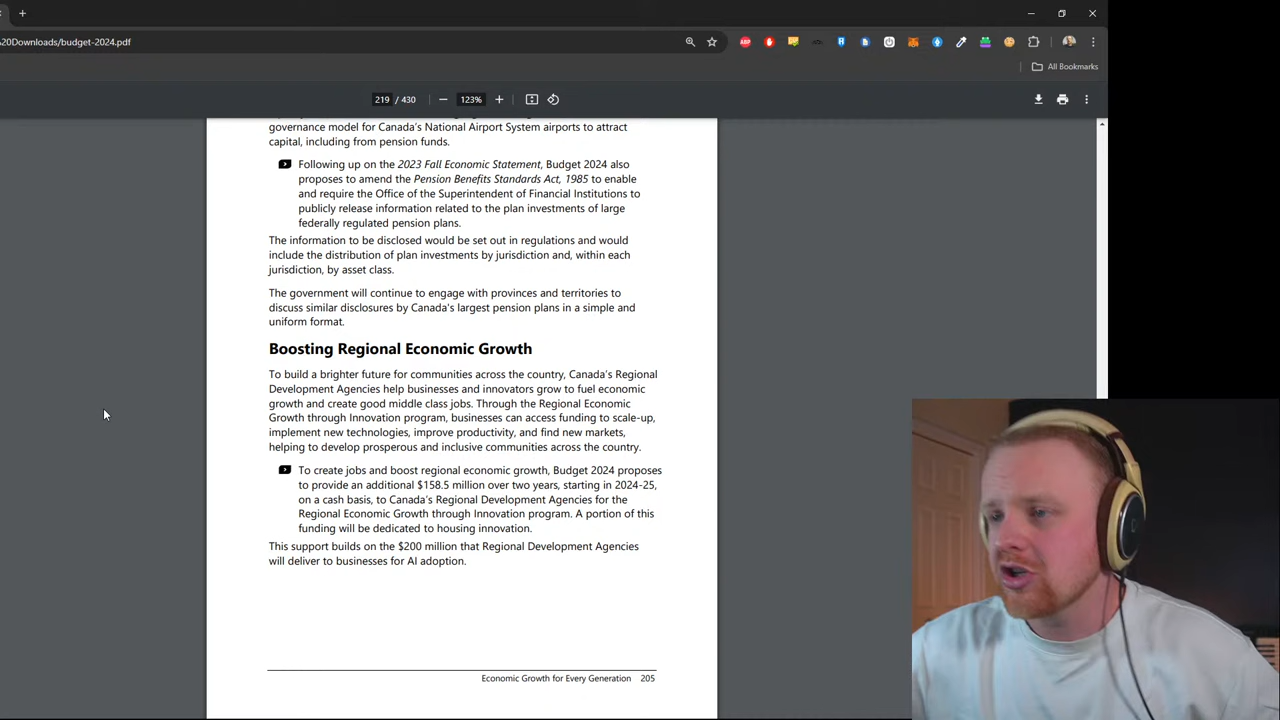 %20Downloads/budget-2024.pdf
All Bookmarks
219 / 430
123%
governance model for Canada's National Airport System airports to attract
capital, including from pension funds.
Following up on the 2023 Fall Economic Statement, Budget 2024 also
proposes to amend the Pension Benefits Standards Act, 1985 to enable
and require the Office of the Superintendent of Financial Institutions to
publicly release information related to the plan investments of large
federally regulated pension plans.
The information to be disclosed would be set out in regulations and would
include the distribution of plan investments by jurisdiction and, within each
jurisdiction, by asset class.
The government will continue to engage with provinces and territories to
discuss similar disclosures by Canada's largest pension plans in a simple and
uniform format.
Boosting Regional Economic Growth
To build a brighter future for communities across the country, Canada's Regional
Development Agencies help businesses and innovators grow to fuel economic
growth and create good middle class jobs. Through the Regional Economic
Growth through Innovation program, businesses can access funding to scale-up,
implement new technologies, improve productivity, and find new markets,
helping to develop prosperous and inclusive communities across the country.
To create jobs and boost regional economic growth, Budget 2024 proposes
to provide an additional $158.5 million over two years, starting in 2024-25,
on a cash basis, to Canada's Regional Development Agencies for the
Regional Economic Growth through Innovation program. A portion of this
funding will be dedicated to housing innovation.
This support builds on the $200 million that Regional Development Agencies
will deliver to businesses for AI adoption.
Economic Growth for Every Generation 205